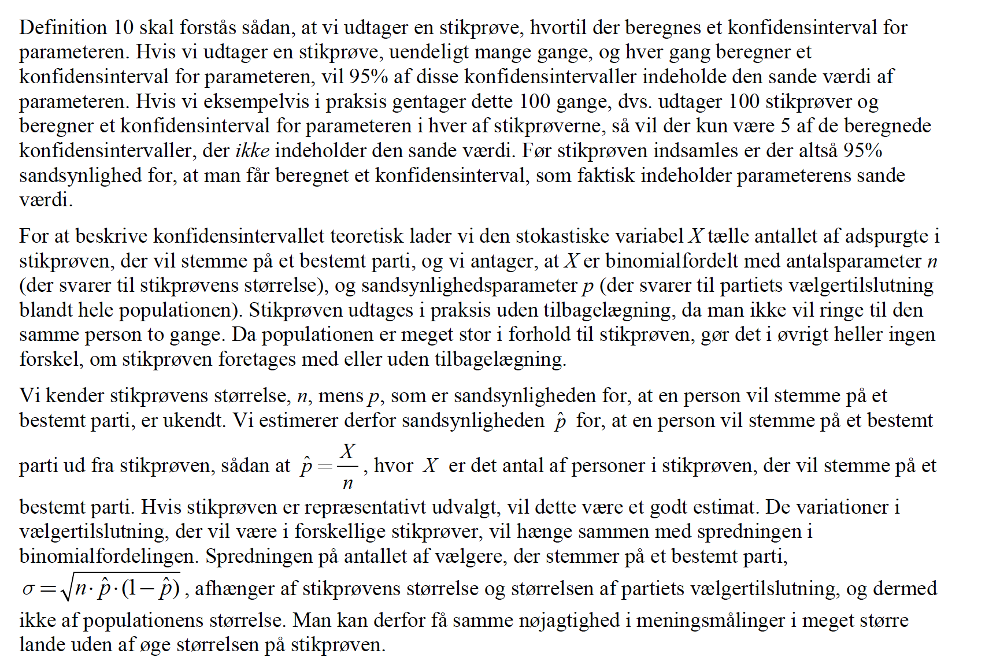 Definition 10 skal forstås sådan, at vi udtager en stikprøve, hvortil der beregnes et konfidensinterval for
parameteren. Hvis vi udtager en stikprøve, uendeligt mange gange, og hver gang beregner et
konfidensinterval for parameteren, vil 95% af disse konfidensintervaller indeholde den sande værdi af
parameteren. Hvis vi eksempelvis i praksis gentager dette 100 gange, dvs. udtager 100 stikprøver og
beregner et konfidensinterval for parameteren i hver af stikprøverne, så vil der kun være 5 af de beregnede
konfidensintervaller, der ikke indeholder den sande værdi. Før stikprøven indsamles er der altså 95%
sandsynlighed for, at man får beregnet et konfidensinterval, som faktisk indeholder parameterens sande
værdi.
For at beskrive konfidensintervallet teoretisk lader vi den stokastiske variabel X tælle antallet af adspurgte i
stikprøven, der vil stemme på et bestemt parti, og vi antager, at X er binomialfordelt med antalsparameter n
(der svarer til stikprøvens størrelse), og sandsynlighedsparameter p (der svarer til partiets vælgertilslutning
blandt hele populationen). Stikprøven udtages i praksis uden tilbagelægning, da man ikke vil ringe til den
samme person to gange. Da populationen er meget stor i forhold til stikprøven, gør det i øvrigt heller ingen
forskel, om stikprøven foretages med eller uden tilbagelægning.
Vi kender stikprøvens størrelse, n, mens p, som er sandsynligheden for, at en person vil stemme på et
bestemt parti, er ukendt. Vi estimerer derfor sandsynligheden p̂ for, at en person vil stemme på et bestemt
parti ud fra stikprøven, sådan at p̂ = X/n, hvor X er det antal af personer i stikprøven, der vil stemme på et
bestemt parti. Hvis stikprøven er repræsentativt udvalgt, vil dette være et godt estimat. De variationer i
vælgertilslutning, der vil være i forskellige stikprøver, vil hænge sammen med spredningen i
binomialfordelingen. Spredningen på antallet af vælgere, der stemmer på et bestemt parti,
σ = √(n · p̂ · (1 − p̂)), afhænger af stikprøvens størrelse og størrelsen af partiets vælgertilslutning, og dermed
ikke af populationens størrelse. Man kan derfor få samme nøjagtighed i meningsmålinger i meget større
lande uden af øge størrelsen på stikprøven.